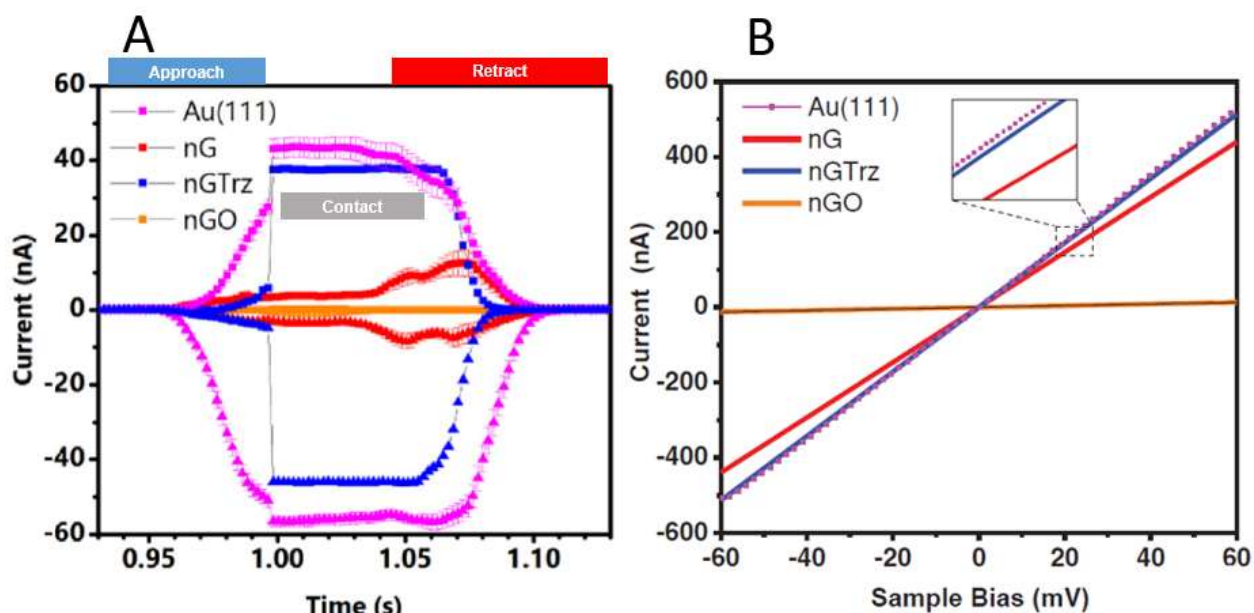 A
Approach
Retract
60
40
20
0
-20
-40
-60
Current (nA)
Au(111)
nG
nGTrz
nGO
Contact
0.95
1.00
1.05
1.10
Time (s)
B
600
400
200
0
-200
-400
-600
Current (nA)
Au(111)
nG
nGTrz
nGO
-60
-40
-20
0
20
40
60
Sample Bias (mV)